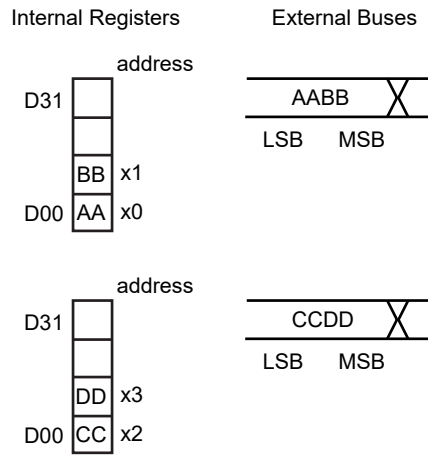 Internal Registers External Buses
address
D31 AABB
LSB MSB
BB x1
D00 AA x0
address
D31 CCDD
LSB MSB
DD x3
D00 CC x2